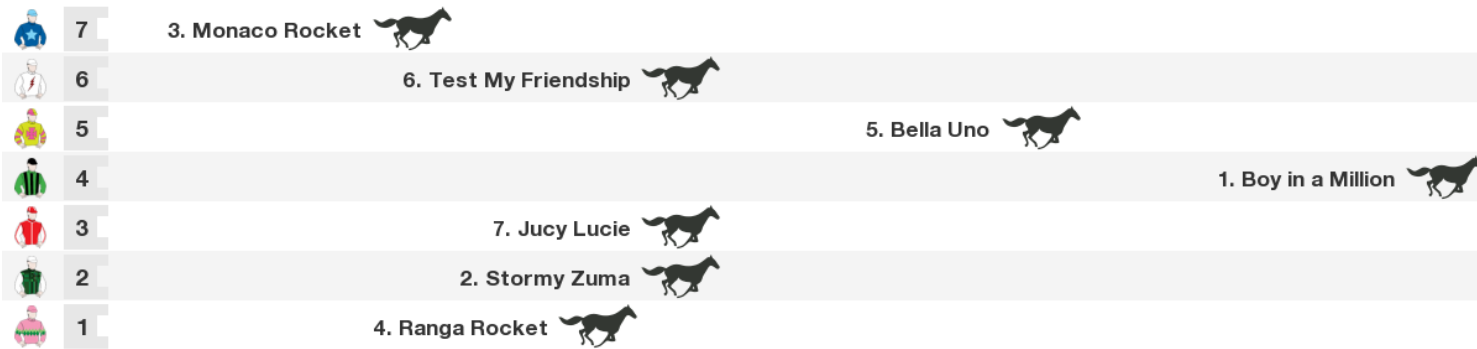 7 3. Monaco Rocket
6 6. Test My Friendship
5 5. Bella Uno
4 1. Boy in a Million
3 7. Jucy Lucie
2 2. Stormy Zuma
1 4. Ranga Rocket